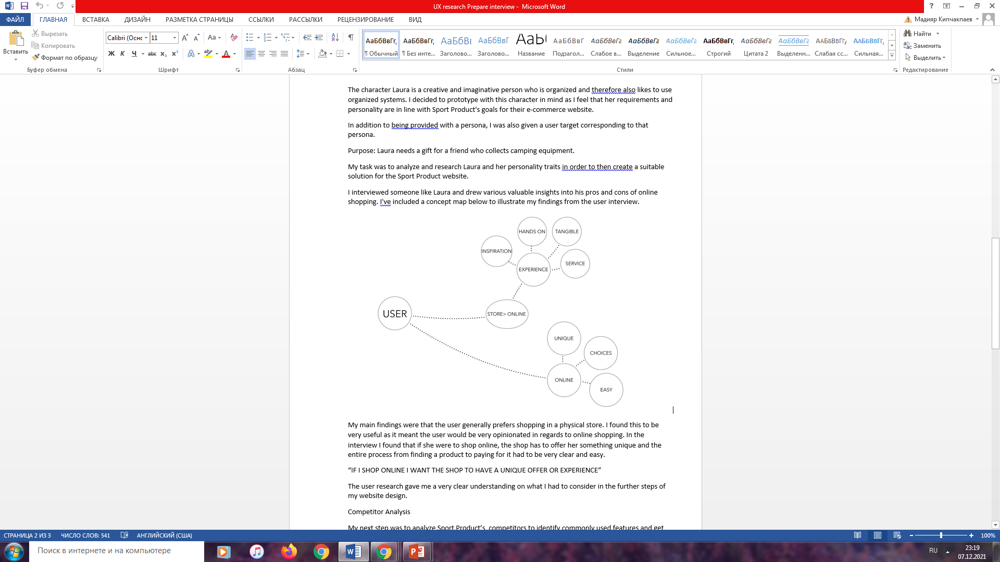 UX research Prepare interview - Microsoft Word
ФАЙЛ ГЛАВНАЯ ВСТАВКА ДИЗАЙН РАЗМЕТКА СТРАНИЦЫ ССЫЛКИ РАССЫЛКИ РЕЦЕНЗИРОВАНИЕ ВИД Мадияр Кипчакпаев
Вставить
Вырезать
Копировать
Формат по образцу
Буфер обмена
Calibri (Оснс 11
Ж К Ч abc x₂ x²
Шрифт
Абзац
АаБбВвГг, АаБбВвГг, АаБбВı АаБбВвГ АаЬ( АаБбВвГ АаБбВвГг АаБбВвГг АаБбВвГг АаБбВвГг, АаБбВвГг АаБбВвГг ААББВВГГ, ААББВВГГ,
¶ Обычный ¶ Без инте... Заголово... Заголово... Название Подзагол... Слабое в... Выделение Сильное... Строгий Цитата 2 Выделенн... Слабая сс... Сильная...
Стили
Найти
Заменить
Выделить
Редактирование
The character Laura is a creative and imaginative person who is organized and therefore also likes to use
organized systems. I decided to prototype with this character in mind as I feel that her requirements and
personality are in line with Sport Product's goals for their e-commerce website.
In addition to being provided with a persona, I was also given a user target corresponding to that
persona.
Purpose: Laura needs a gift for a friend who collects camping equipment.
My task was to analyze and research Laura and her personality traits in order to then create a suitable
solution for the Sport Product website.
I interviewed someone like Laura and drew various valuable insights into his pros and cons of online
shopping. I've included a concept map below to illustrate my findings from the user interview.
HANDS ON
TANGIBLE
INSPIRATION
SERVICE
EXPERIENCE
USER
STORE> ONLINE
UNIQUE
CHOICES
ONLINE
EASY
My main findings were that the user generally prefers shopping in a physical store. I found this to be
very useful as it meant the user would be very opinionated in regards to online shopping. In the
interview I found that if she were to shop online, the shop has to offer her something unique and the
entire process from finding a product to paying for it had to be very clear and easy.
“IF I SHOP ONLINE I WANT THE SHOP TO HAVE A UNIQUE OFFER OR EXPERIENCE”
The user research gave me a very clear understanding on what I had to consider in the further steps of
my website design.
Competitor Analysis
My next step was to analyze Sport Product’s competitors to identify commonly used features and get
СТРАНИЦА 2 ИЗ 3 ЧИСЛО СЛОВ: 541 АНГЛИЙСКИЙ (США) 100%
Поиск в интернете и на компьютере
RU
23:19
07.12.2021